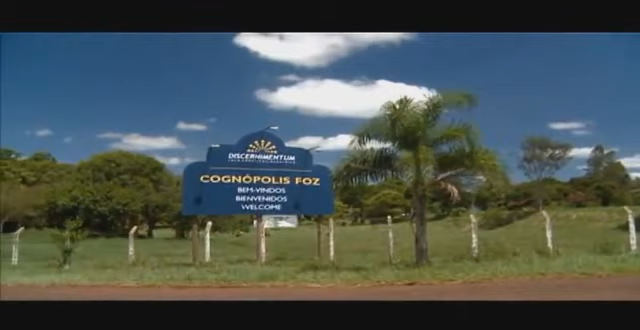 DISCERNIMENTUM
COGNÓPOLIS FOZ
BEM-VINDOS
BIENVENIDOS
WELCOME